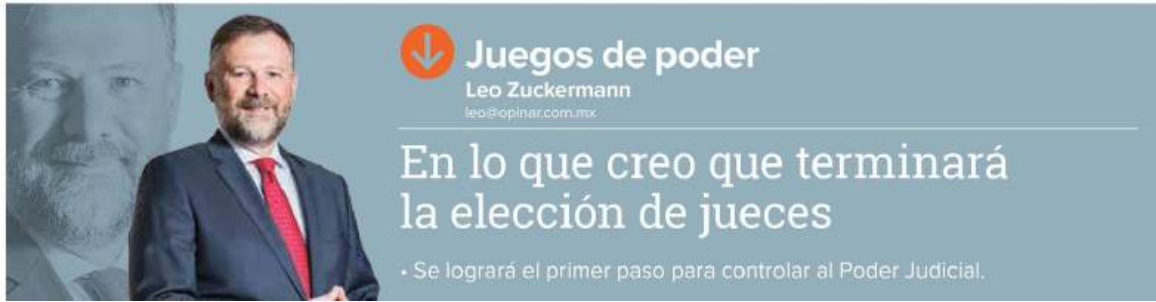 Juegos de poder
Leo Zuckermann
leo@opinar.com.mx
En lo que creo que terminará
la elección de jueces
• Se logrará el primer paso para controlar al Poder Judicial.